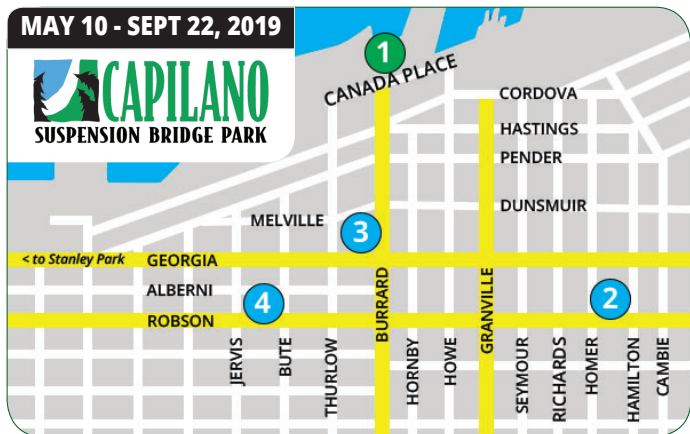 MAY 10 - SEPT 22, 2019
CAPILANO
SUSPENSION BRIDGE PARK
1
CANADA PLACE
CORDOVA
HASTINGS
PENDER
DUNSMUIR
MELVILLE
3
< to Stanley Park
GEORGIA
ALBERNI
4
2
ROBSON
BURRARD
GRANVILLE
JERVIS
BUTE
THURLOW
HORNBY
HOWE
SEYMOUR
RICHARDS
HOMER
HAMILTON
CAMBIE